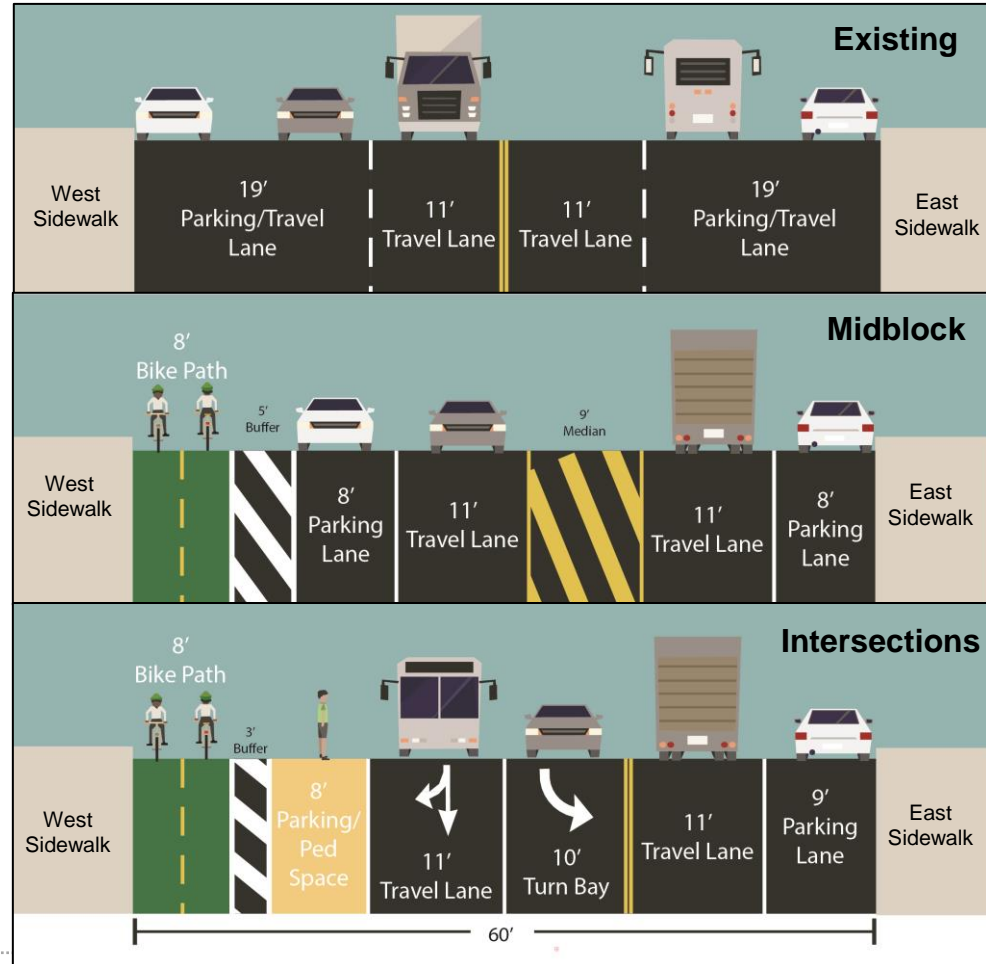 Existing
West
Sidewalk
19’
Parking/Travel
Lane
11’
Travel Lane
11’
Travel Lane
19’
Parking/Travel
Lane
East
Sidewalk
Midblock
8’
Bike Path
5’
Buffer
9’
Median
West
Sidewalk
8’
Parking
Lane
11’
Travel Lane
11’
Travel Lane
8’
Parking
Lane
East
Sidewalk
Intersections
8’
Bike Path
3’
Buffer
West
Sidewalk
8’
Parking/
Ped
Space
11’
Travel Lane
10’
Turn Bay
11’
Travel Lane
9’
Parking
Lane
East
Sidewalk
60’